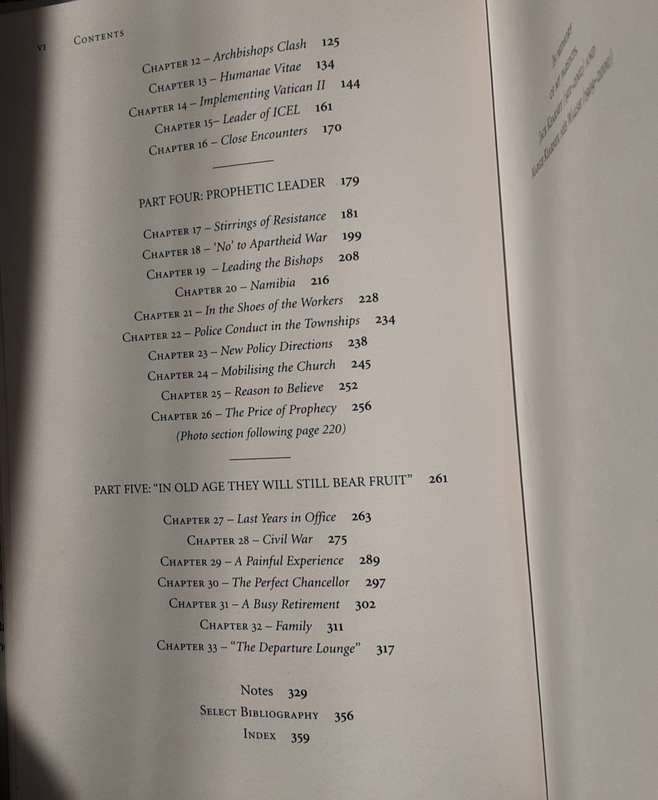 VI CONTENTS
CHAPTER 12 – Archbishops Clash 125
CHAPTER 13 – Humanae Vitae 134
CHAPTER 14 – Implementing Vatican II 144
CHAPTER 15– Leader of ICEL 161
CHAPTER 16 – Close Encounters 170
PART FOUR: PROPHETIC LEADER 179
CHAPTER 17 – Stirrings of Resistance 181
CHAPTER 18 – ‘No’ to Apartheid War 199
CHAPTER 19 – Leading the Bishops 208
CHAPTER 20 – Namibia 216
CHAPTER 21 – In the Shoes of the Workers 228
CHAPTER 22 – Police Conduct in the Townships 234
CHAPTER 23 – New Policy Directions 238
CHAPTER 24 – Mobilising the Church 245
CHAPTER 25 – Reason to Believe 252
CHAPTER 26 – The Price of Prophecy 256
(Photo section following page 220)
PART FIVE: “IN OLD AGE THEY WILL STILL BEAR FRUIT” 261
CHAPTER 27 – Last Years in Office 263
CHAPTER 28 – Civil War 275
CHAPTER 29 – A Painful Experience 289
CHAPTER 30 – The Perfect Chancellor 297
CHAPTER 31 – A Busy Retirement 302
CHAPTER 32 – Family 311
CHAPTER 33 – “The Departure Lounge” 317
Notes 329
SELECT BIBLIOGRAPHY 356
INDEX 359
OF MY PARENTS